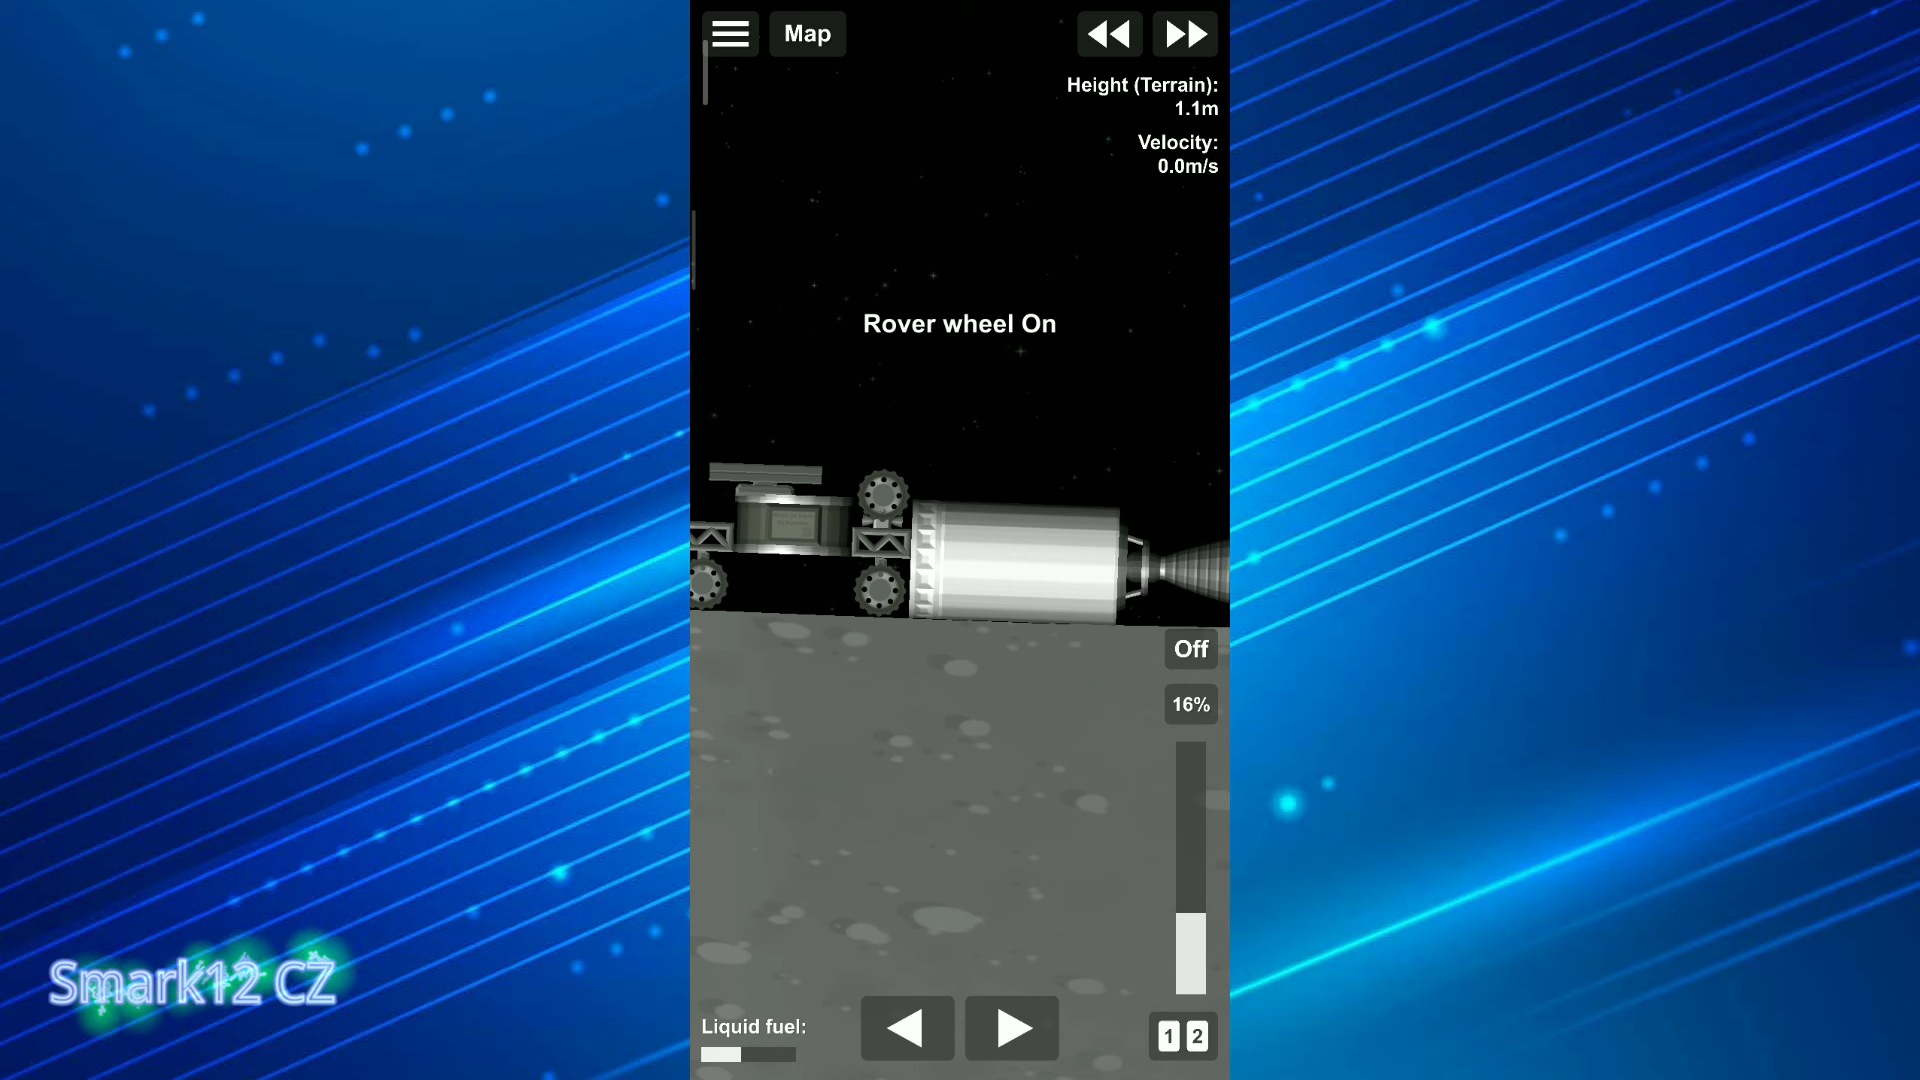 Map
Height (Terrain):
1.1m
Velocity:
0.0m/s
Rover wheel On
Off
16%
Smark12 CZ
Liquid fuel:
1 2